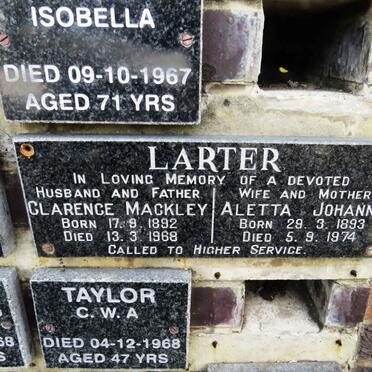 ISOBELLA
DIED 09-10-1967
AGED 71 YRS
LARTER
IN LOVING MEMORY OF A DEVOTED
HUSBAND AND FATHER
CLARENCE MACKLEY
BORN 17. 9. 1892
DIED 13. 3. 1968
WIFE AND MOTHER
ALETTA JOHANN
BORN 29. 3. 1893
DIED 5. 9. 1974
CALLED TO HIGHER SERVICE.
TAYLOR
C. W. A
DIED 04-12-1968
AGED 47 YRS